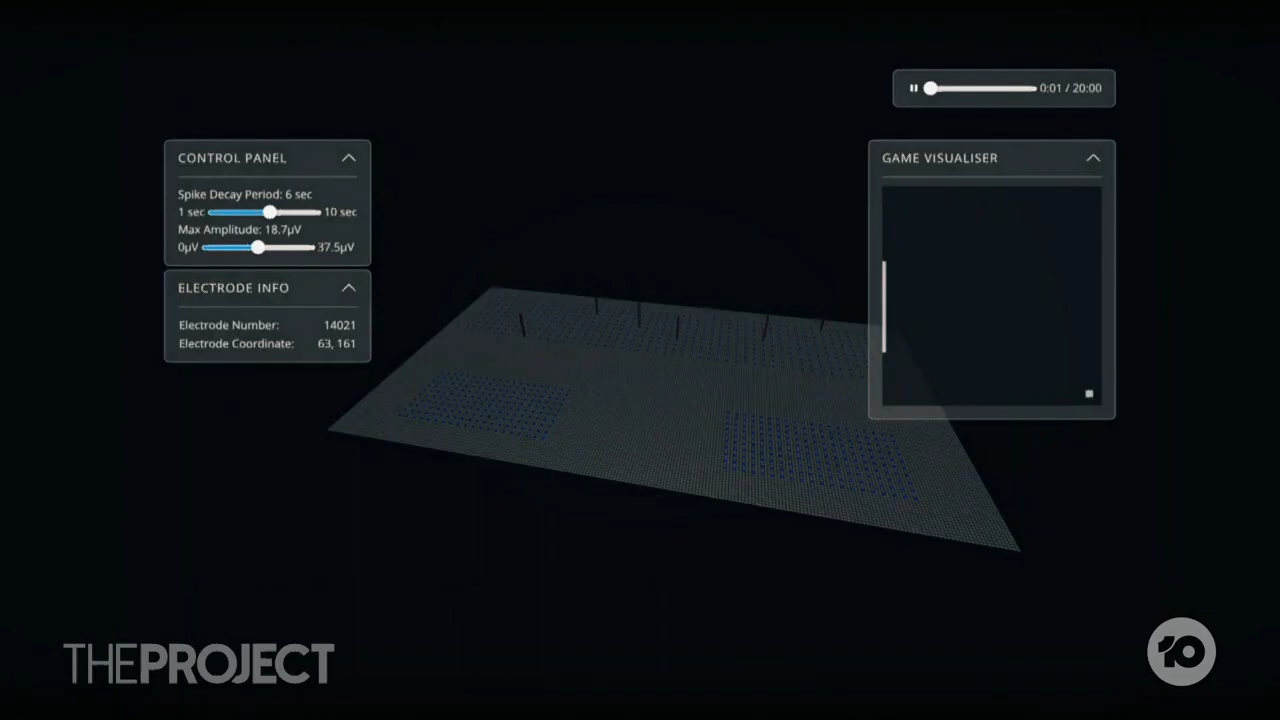 0:01 / 20:00
CONTROL PANEL
Spike Decay Period: 6 sec
1 sec 10 sec
Max Amplitude: 18.7μV
0μV 37.5μV
ELECTRODE INFO
Electrode Number: 14021
Electrode Coordinate: 63, 161
GAME VISUALISER
THEPROJECT
10